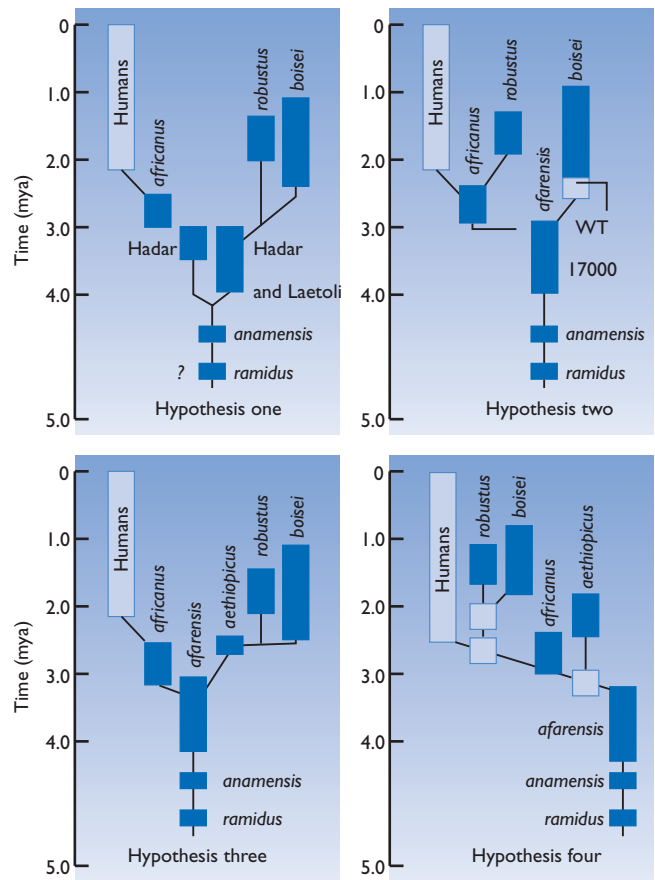 0
1.0
2.0
3.0
4.0
5.0
Time (mya)
Humans
africanus
robustus
boisei
Hadar
Hadar
and Laetoli
anamensis
? ramidus
Hypothesis one
0
1.0
2.0
3.0
4.0
5.0
Humans
africanus
robustus
afarensis
boisei
WT
17000
anamensis
ramidus
Hypothesis two
0
1.0
2.0
3.0
4.0
5.0
Time (mya)
Humans
africanus
afarensis
aethiopicus
robustus
boisei
anamensis
ramidus
Hypothesis three
0
1.0
2.0
3.0
4.0
5.0
Humans
robustus
boisei
africanus
aethiopicus
afarensis
anamensis
ramidus
Hypothesis four